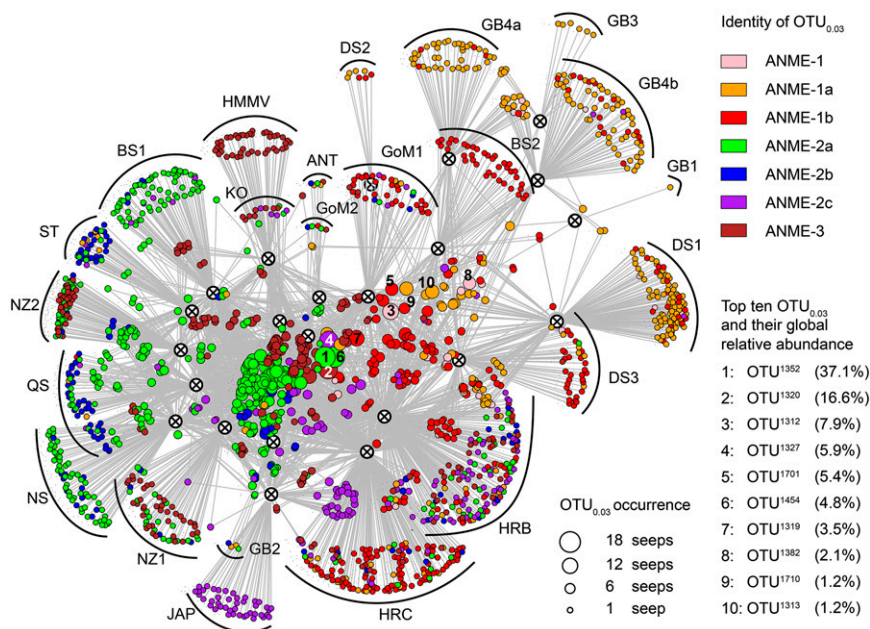 GB4a
GB3
DS2
GB4b
HMMV
BS1
BS2
ANT
GoM1
KO
GB1
GoM2
ST
DS1
NZ2
5
10
8
9
3
4
7
1
6
2
QS
DS3
NS
HRB
NZ1
GB2
JAP
HRC
Identity of OTU0.03
ANME-1
ANME-1a
ANME-1b
ANME-2a
ANME-2b
ANME-2c
ANME-3
Top ten OTU0.03
and their global
relative abundance
1: OTU1352 (37.1%)
2: OTU1320 (16.6%)
3: OTU1312 (7.9%)
4: OTU1327 (5.9%)
5: OTU1701 (5.4%)
6: OTU1454 (4.8%)
7: OTU1319 (3.5%)
8: OTU1382 (2.1%)
9: OTU1710 (1.2%)
10: OTU1313 (1.2%)
OTU0.03 occurrence
18 seeps
12 seeps
6 seeps
1 seep